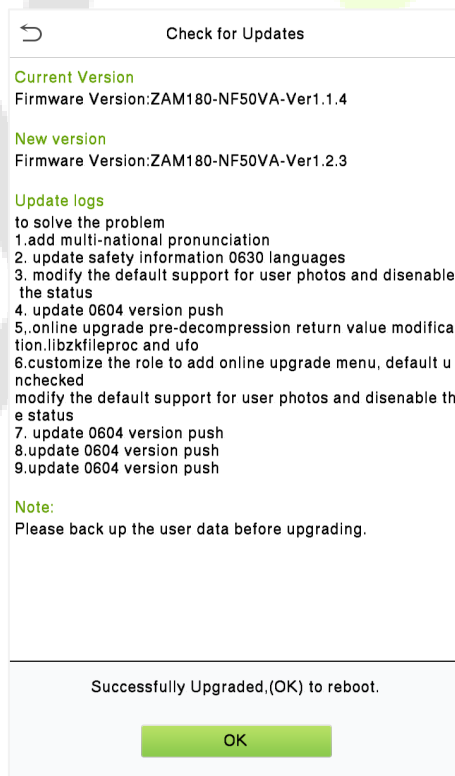 Check for Updates
Current Version
Firmware Version:ZAM180-NF50VA-Ver1.1.4
New version
Firmware Version:ZAM180-NF50VA-Ver1.2.3
Update logs
to solve the problem
1.add multi-national pronunciation
2. update safety information 0630 languages
3. modify the default support for user photos and disenable
the status
4. update 0604 version push
5,.online upgrade pre-decompression return value modifica
tion.libzkfileproc and ufo
6.customize the role to add online upgrade menu, default u
nchecked
modify the default support for user photos and disenable th
e status
7. update 0604 version push
8.update 0604 version push
9.update 0604 version push
Note:
Please back up the user data before upgrading.
Successfully Upgraded,(OK) to reboot.
OK